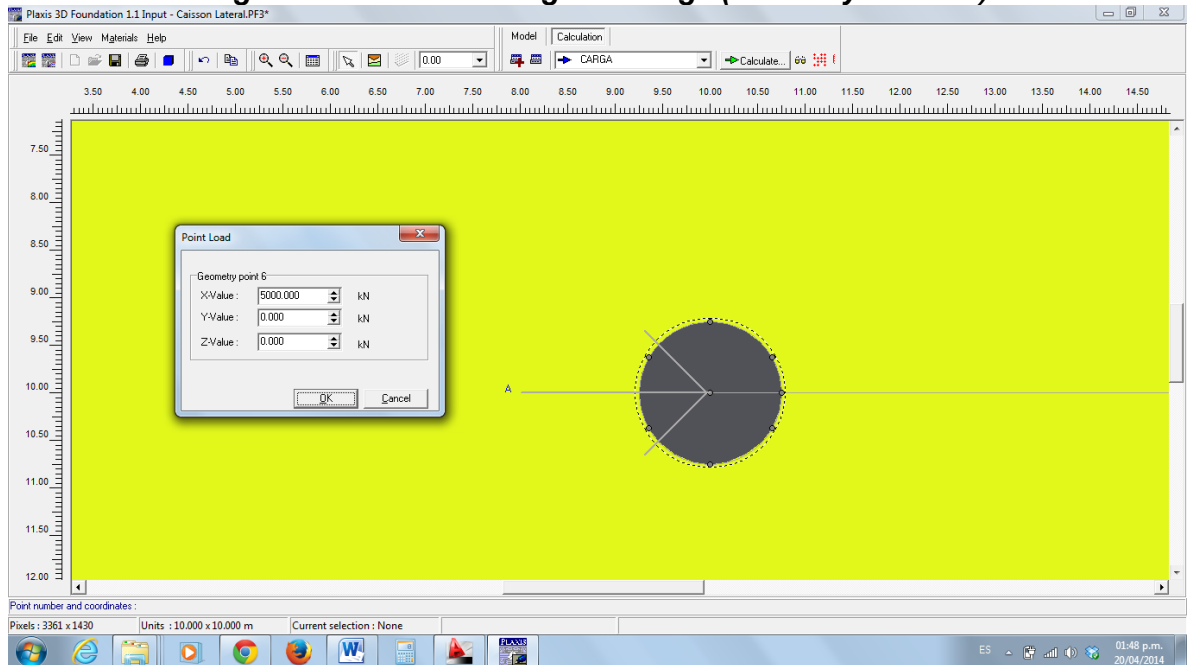 Plaxis 3D Foundation 1.1 Input - Caisson Lateral.PF3*
File Edit View Materials Help
Model Calculation
0.00
CARGA
Calculate...
3.50 4.00 4.50 5.00 5.50 6.00 6.50 7.00 7.50 8.00 8.50 9.00 9.50 10.00 10.50 11.00 11.50 12.00 12.50 13.00 13.50 14.00 14.50
7.50
8.00
8.50
9.00
9.50
10.00
10.50
11.00
11.50
12.00
Point Load
Geometry point 6
X-Value : 5000.000 kN
Y-Value : 0.000 kN
Z-Value : 0.000 kN
OK Cancel
A
Point number and coordinates :
Pixels : 3361 x 1430 Units : 10.000 x 10.000 m Current selection : None
PLAXIS
ES 01:48 p.m.
20/04/2014